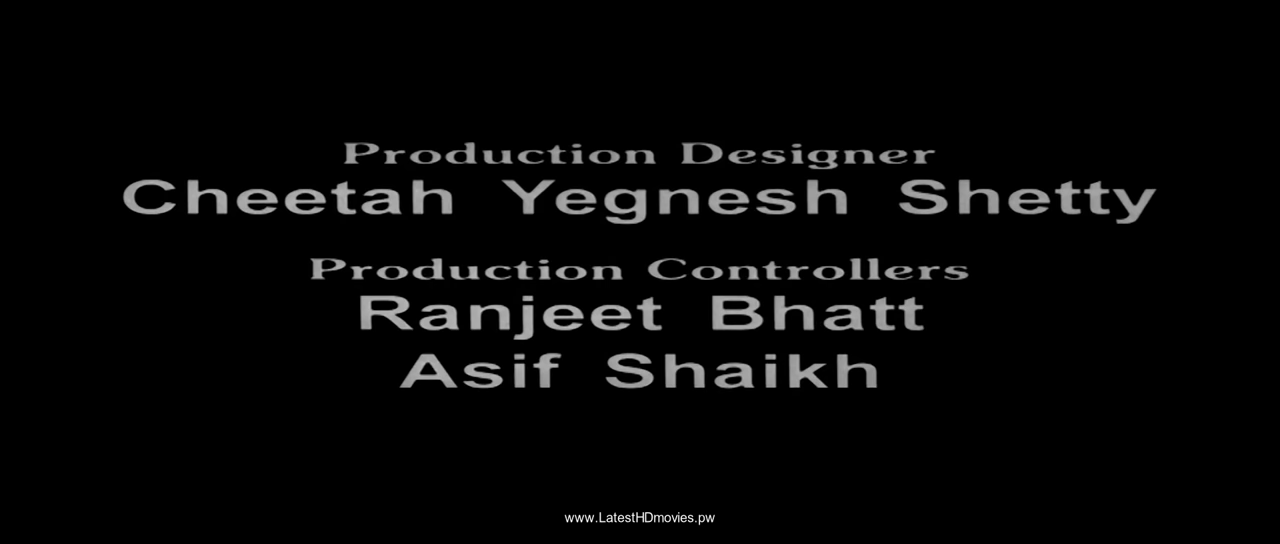 Production Designer
Cheetah Yegnesh Shetty
Production Controllers
Ranjeet Bhatt
Asif Shaikh
www.LatestHDmovies.pw